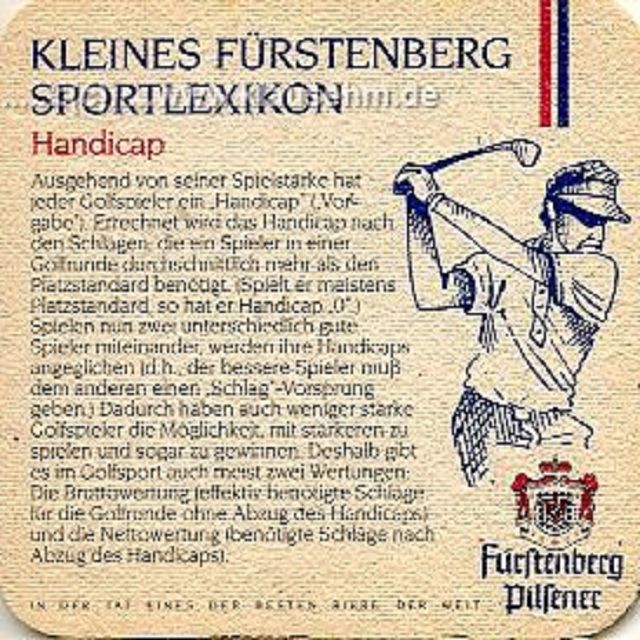 KLEINES FÜRSTENBERG
SPORTLEXIKON
hm.de
Handicap
Ausgehend von seiner Spielstärke hat
jeder Golfspieler ein „Handicap" („Vor-
gabe"). Errechnet wird das Handicap nach
den Schlägen, die ein Spieler in einer
Golfrunde durchschnittlich mehr als den
Platzstandard benötigt. (Spielt er meistens
Platzstandard, so hat er Handicap „0".)
Spielen nun zwei unterschiedlich gute
Spieler miteinander, werden ihre Handicaps
angeglichen (d.h., der bessere Spieler muß
dem anderen einen „Schlag"-Vorsprung
geben.) Dadurch haben auch weniger starke
Golfspieler die Möglichkeit, mit stärkeren zu
spielen und sogar zu gewinnen. Deshalb gibt
es im Golfsport auch meist zwei Wertungen:
Die Bruttowertung (effektiv benötigte Schläge
für die Golfrunde ohne Abzug des Handicaps)
und die Nettowertung (benötigte Schläge nach
Abzug des Handicaps).
Fürstenberg
Pilsener
IN DER TAT EINES DER BESTEN BIERE DER WELT